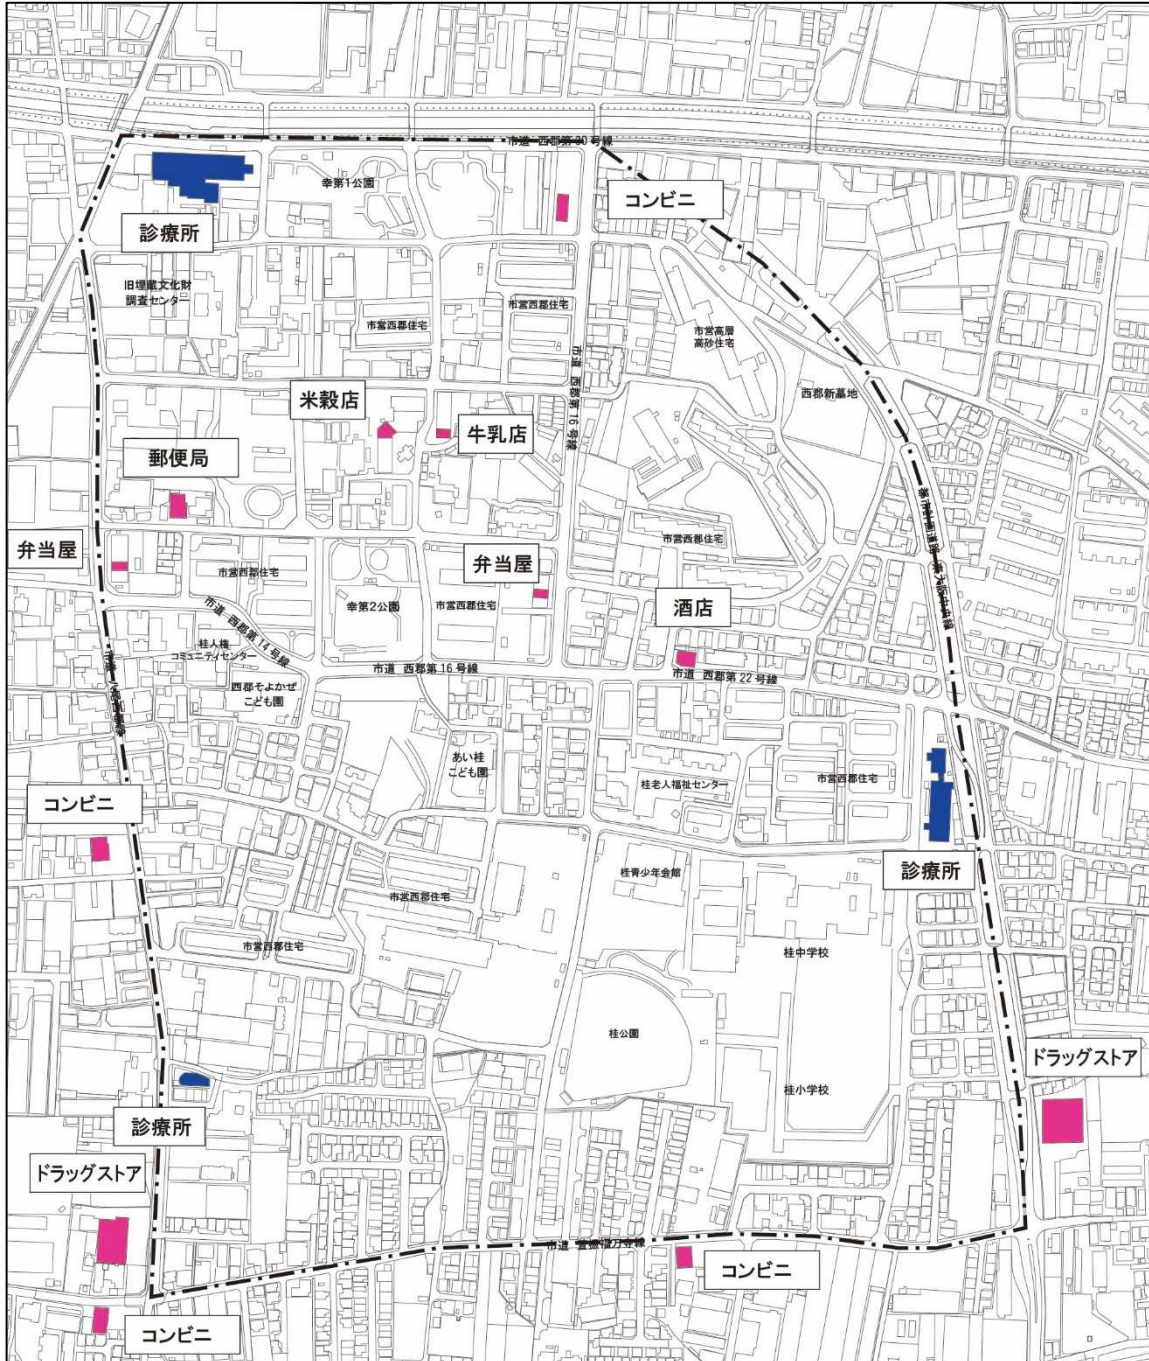 市道 西郡第30号線
幸第1公園
コンビニ
診療所
旧埋蔵文化財
調査センター
市営西郡住宅
市営西郡住宅
市営高層
高砂住宅
市道 西郡第16号線
西郡新墓地
米穀店
牛乳店
郵便局
弁当屋
市営西郡住宅
弁当屋
市営西郡住宅
幸第2公園
市営西郡住宅
酒店
市道 西郡第14号線
桂人権
コミュニティセンター
市道 西郡第16号線
市道 西郡第22号線
西郡そよかぜ
こども園
あい桂
こども園
桂老人福祉センター
市営西郡住宅
コンビニ
診療所
桂青少年会館
市営西郡住宅
市営西郡住宅
桂中学校
桂公園
ドラッグストア
桂小学校
診療所
ドラッグストア
コンビニ
コンビニ